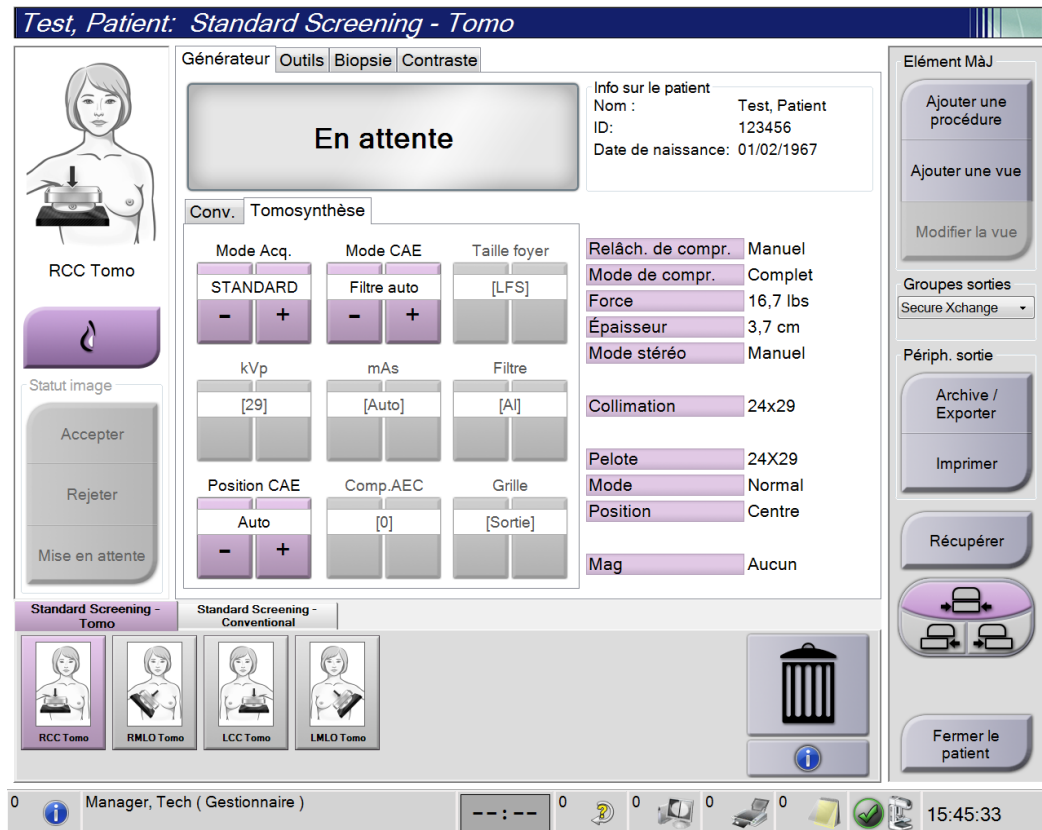 Test, Patient: Standard Screening - Tomo
Générateur
Outils
Biopsie
Contraste
En attente
Info sur le patient
Nom : Test, Patient
ID: 123456
Date de naissance: 01/02/1967
RCC Tomo
Statut image
Accepter
Rejeter
Mise en attente
Conv.
Tomosynthèse
Mode Acq.
STANDARD
- +
Mode CAE
Filtre auto
- +
Taille foyer
[LFS]
kVp
[29]
mAs
[Auto]
Filtre
[Al]
Position CAE
Auto
- +
Comp.AEC
[0]
Grille
[Sortie]
Relâch. de compr. Manuel
Mode de compr. Complet
Force 16,7 lbs
Épaisseur 3,7 cm
Mode stéréo Manuel
Collimation 24x29
Pelote 24X29
Mode Normal
Position Centre
Mag Aucun
Elément MàJ
Ajouter une
procédure
Ajouter une vue
Modifier la vue
Groupes sorties
Secure Xchange
Périph. sortie
Archive /
Exporter
Imprimer
Récupérer
Fermer le
patient
Standard Screening -
Tomo
Standard Screening -
Conventional
RCC Tomo
RMLO Tomo
LCC Tomo
LMLO Tomo
0
Manager, Tech ( Gestionnaire )
--:--
0
0
0
0
15:45:33